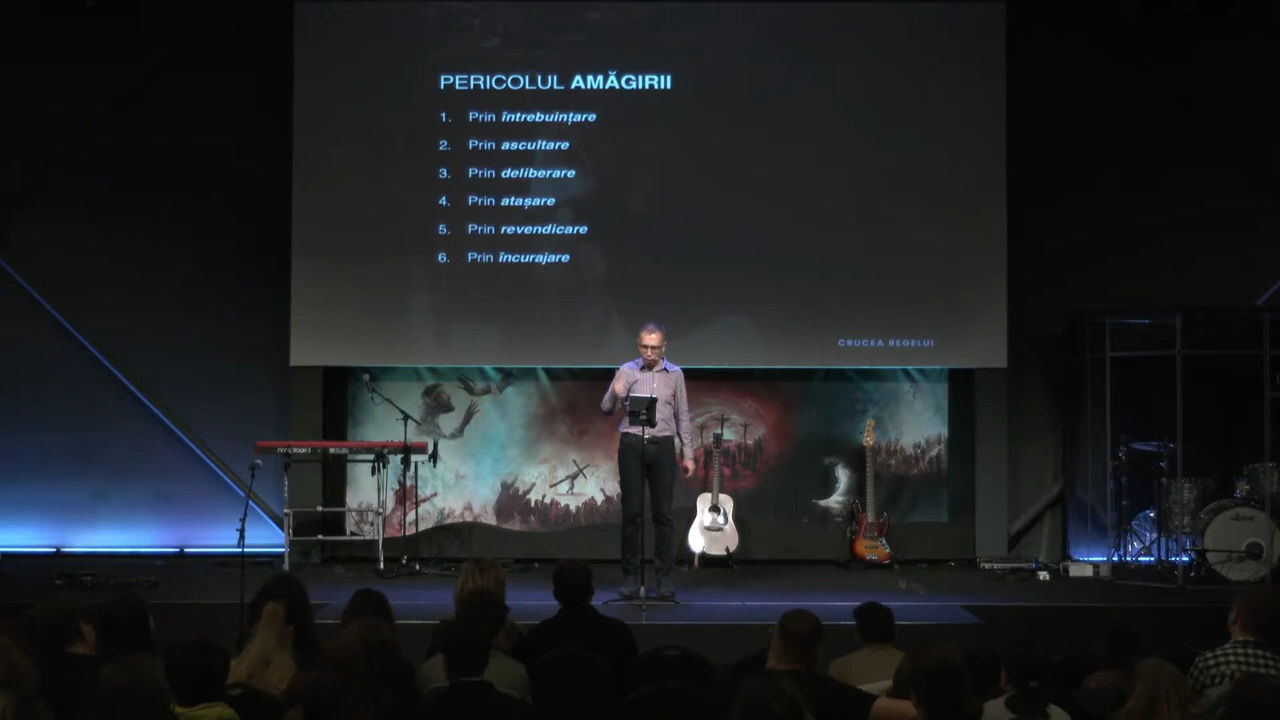 PERICOLUL AMĂGIRII
1. Prin întrebuințare
2. Prin ascultare
3. Prin deliberare
4. Prin atașare
5. Prin revendicare
6. Prin încurajare
CRUCEA REGELUI